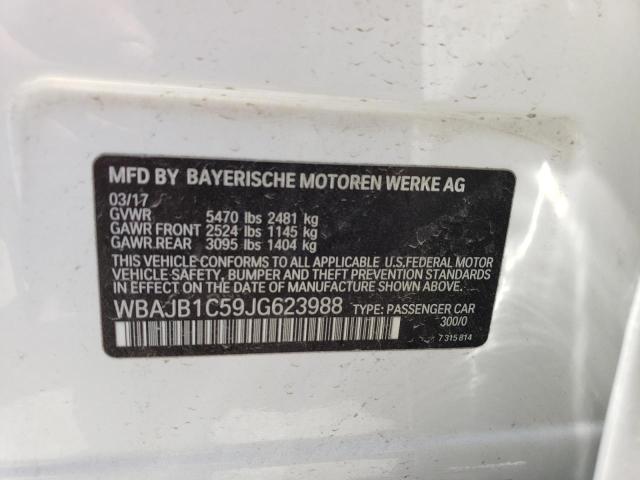 MFD BY BAYERISCHE MOTOREN WERKE AG
03/17
GVWR 5470 lbs 2481 kg
GAWR FRONT 2524 lbs 1145 kg
GAWR.REAR 3095 lbs 1404 kg
THIS VEHICLE CONFORMS TO ALL APPLICABLE U.S.FEDERAL MOTOR
VEHICLE SAFETY, BUMPER AND THEFT PREVENTION STANDARDS
IN EFFECT ON THE DATE OF MANUFACTURE SHOWN ABOVE.
WBAJB1C59JG623988 TYPE: PASSENGER CAR
300/0
7 315 814